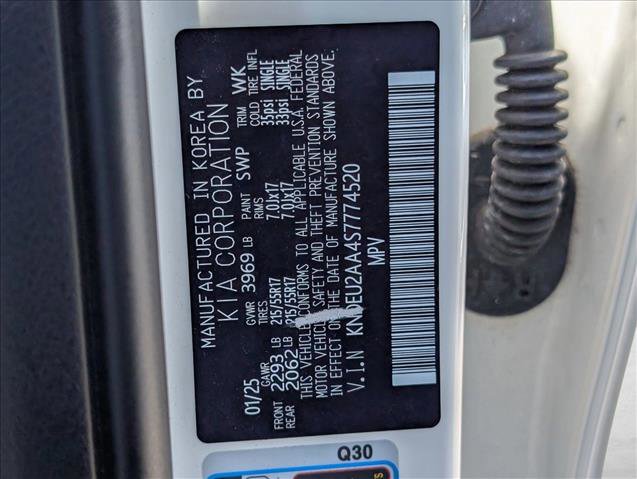 MANUFACTURED IN KOREA BY
KIA CORPORATION
01/25 GVWR 3969 LB PAINT SWP TRIM WK
GAWR TIRES RIMS COLD TIRE INFL
FRONT 2293 LB 215/55R17 7.0Jx17 35psi SINGLE
REAR 2062 LB 215/55R17 7.0Jx17 33psi SINGLE
THIS VEHICLE CONFORMS TO ALL APPLICABLE U.S.A. FEDERAL
MOTOR VEHICLE SAFETY AND THEFT PREVENTION STANDARDS
IN EFFECT ON THE DATE OF MANUFACTURE SHOWN ABOVE.
V.I.N KNDEU2AA4S7774520
MPV
Q30